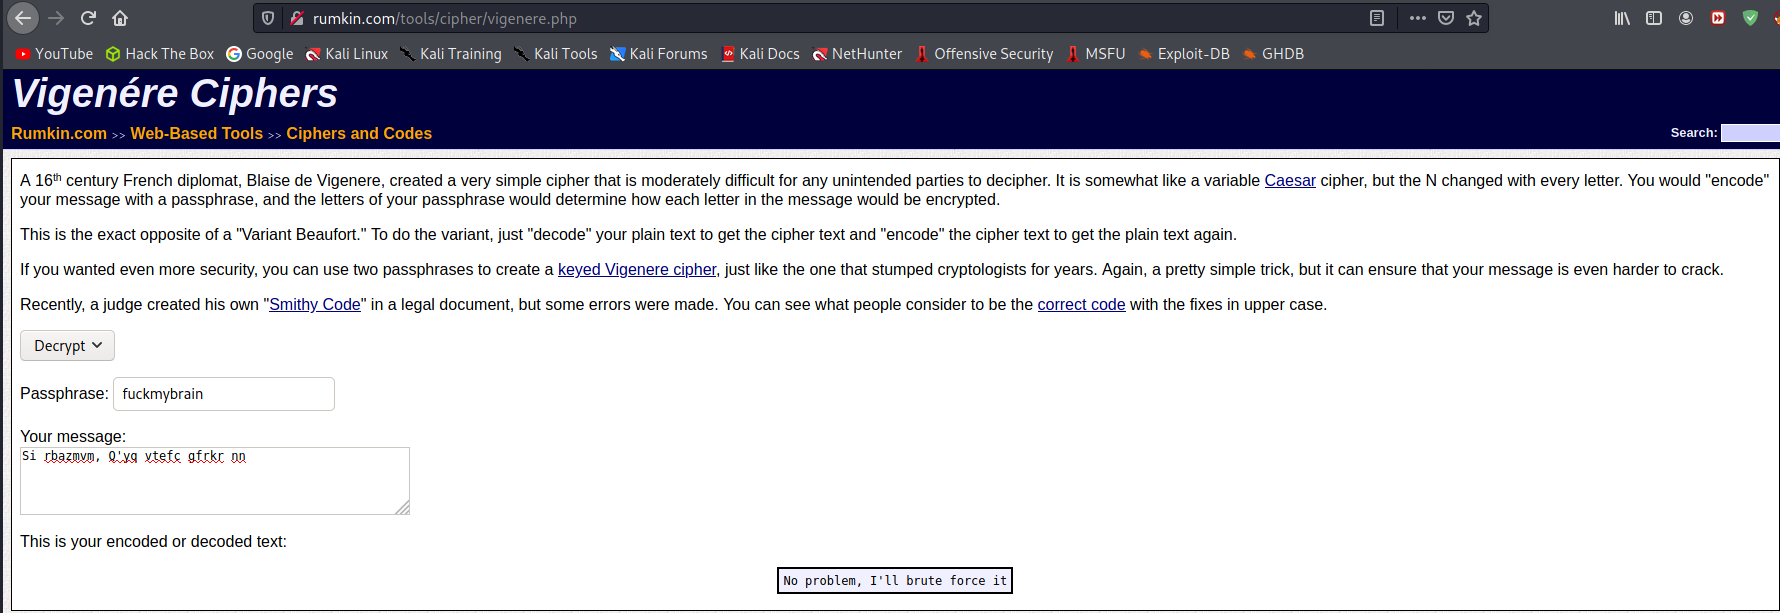 rumkin.com/tools/cipher/vigenere.php
YouTube Hack The Box Google Kali Linux Kali Training Kali Tools Kali Forums Kali Docs NetHunter Offensive Security MSFU Exploit-DB GHDB
Vigenére Ciphers
Rumkin.com >> Web-Based Tools >> Ciphers and Codes
Search:
A 16th century French diplomat, Blaise de Vigenere, created a very simple cipher that is moderately difficult for any unintended parties to decipher. It is somewhat like a variable Caesar cipher, but the N changed with every letter. You would "encode"
your message with a passphrase, and the letters of your passphrase would determine how each letter in the message would be encrypted.
This is the exact opposite of a "Variant Beaufort." To do the variant, just "decode" your plain text to get the cipher text and "encode" the cipher text to get the plain text again.
If you wanted even more security, you can use two passphrases to create a keyed Vigenere cipher, just like the one that stumped cryptologists for years. Again, a pretty simple trick, but it can ensure that your message is even harder to crack.
Recently, a judge created his own "Smithy Code" in a legal document, but some errors were made. You can see what people consider to be the correct code with the fixes in upper case.
Decrypt
Passphrase: fuckmybrain
Your message:
Si rbazmvm, Q'yq vtefc gfrkr nn
This is your encoded or decoded text:
No problem, I'll brute force it